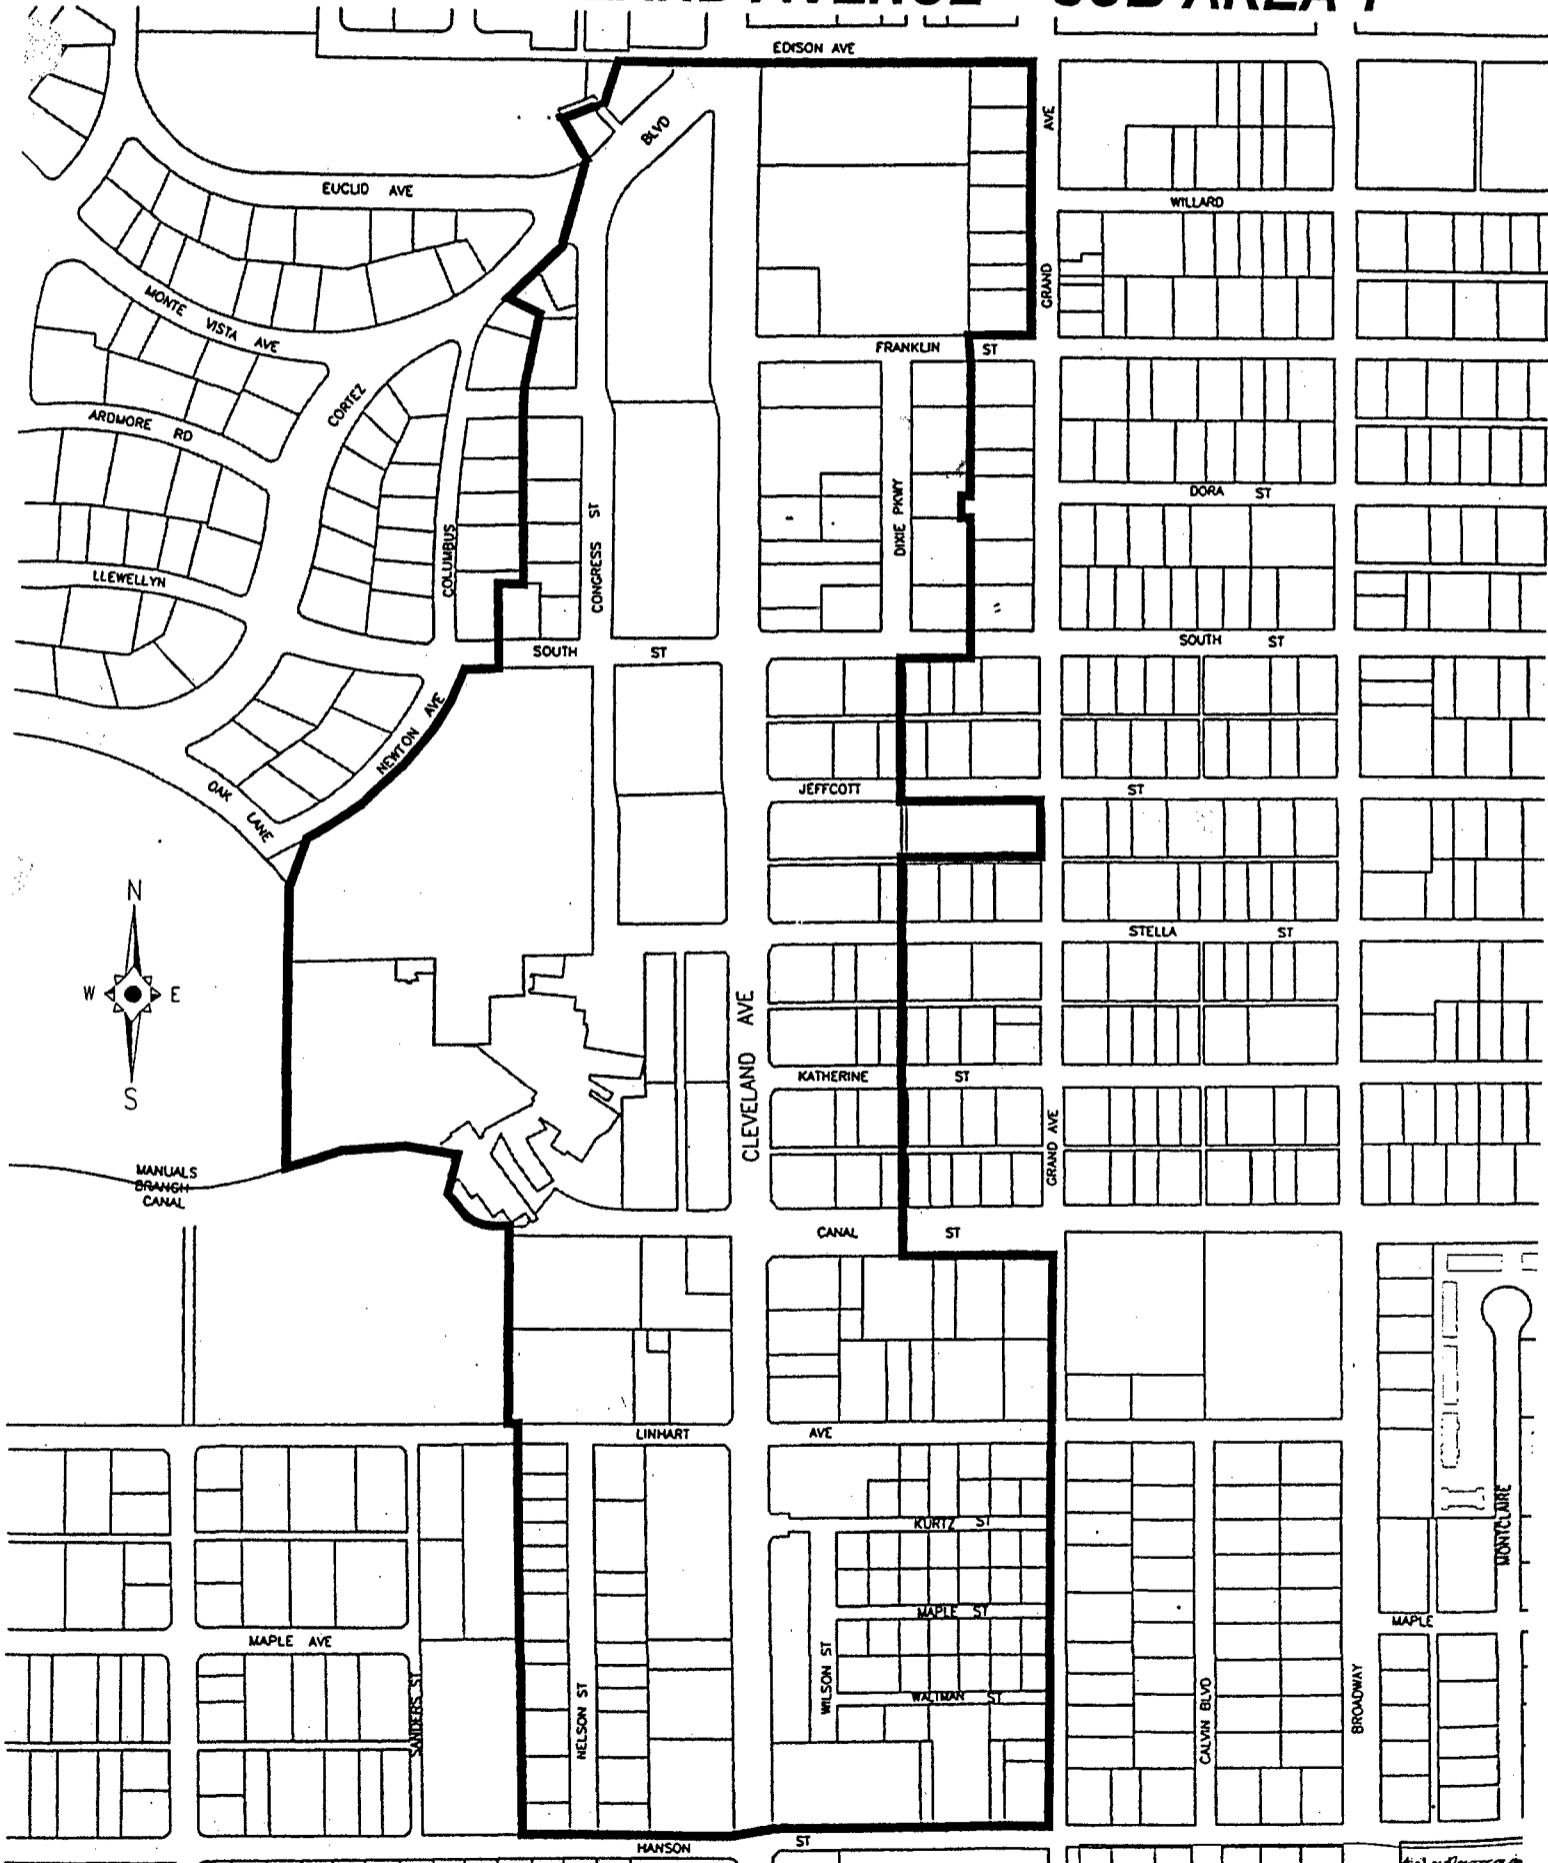 AVENUE
EDISON AVE
BLVD
AVE
EUCLID AVE
WILLARD
GRAND
MONTE VISTA AVE
FRANKLIN ST
CORTEZ
ARDMORE RD
DORA ST
DIXIE PKWY
CONGRESS ST
COLUMBUS
LLEWELLYN
SOUTH ST
SOUTH ST
NEWTON AVE
OAK LANE
JEFFCOTT ST
N
STELLA ST
W E
CLEVELAND AVE
S
KATHERINE ST
GRAND AVE
MANUALS
BRANCH
CANAL
CANAL ST
LINHART AVE
KURTZ ST
MONTCLAIRE
MAPLE ST
MAPLE
MAPLE AVE
WILSON ST
WALTMAN ST
SANDERS ST
NELSON ST
CALVIN BLVD
BROADWAY
HANSON ST